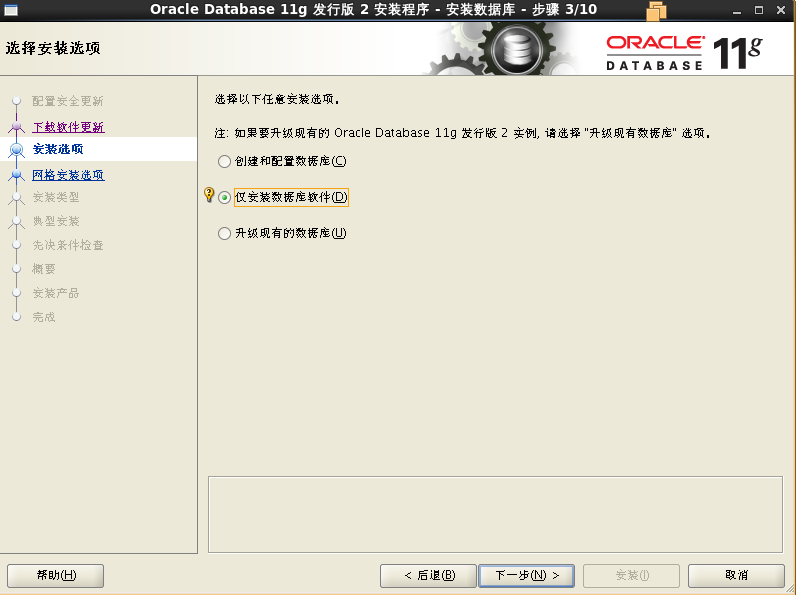 Oracle Database 11g 发行版 2 安装程序 - 安装数据库 - 步骤 3/10
选择安装选项
ORACLE
DATABASE
11g
配置安全更新
下载软件更新
安装选项
网格安装选项
安装类型
典型安装
先决条件检查
概要
安装产品
完成
选择以下任意安装选项。
注: 如果要升级现有的 Oracle Database 11g 发行版 2 实例, 请选择 "升级现有数据库" 选项。
创建和配置数据库(C)
仅安装数据库软件(D)
升级现有的数据库(U)
帮助(H)
< 后退(B)
下一步(N) >
安装(I)
取消